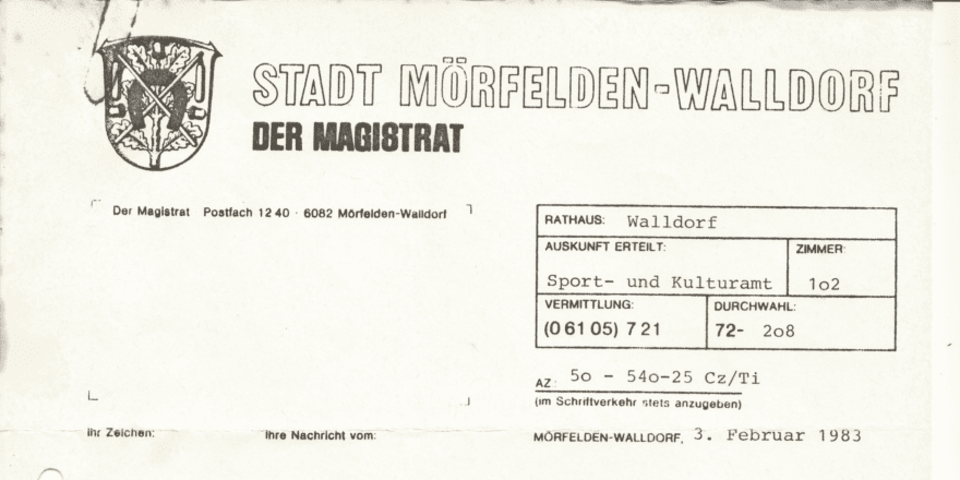 STADT MÖRFELDEN-WALLDORF
DER MAGISTRAT
Der Magistrat Postfach 12 40 · 6082 Mörfelden-Walldorf
RATHAUS: Walldorf
AUSKUNFT ERTEILT: ZIMMER:
Sport- und Kulturamt 1o2
VERMITTLUNG: DURCHWAHL:
(0 61 05) 7 21 72- 2o8
AZ: 5o - 54o-25 Cz/Ti
(im Schriftverkehr stets anzugeben)
Ihr Zeichen: Ihre Nachricht vom: MÖRFELDEN-WALLDORF, 3. Februar 1983